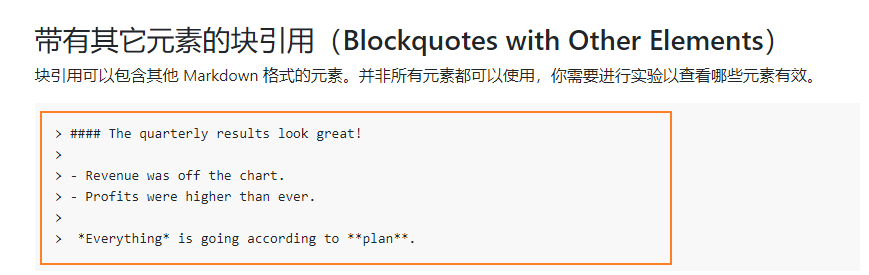 带有其它元素的块引用（Blockquotes with Other Elements）
块引用可以包含其他 Markdown 格式的元素。并非所有元素都可以使用，你需要进行实验以查看哪些元素有效。
> #### The quarterly results look great!
>
> - Revenue was off the chart.
> - Profits were higher than ever.
>
>  *Everything* is going according to **plan**.